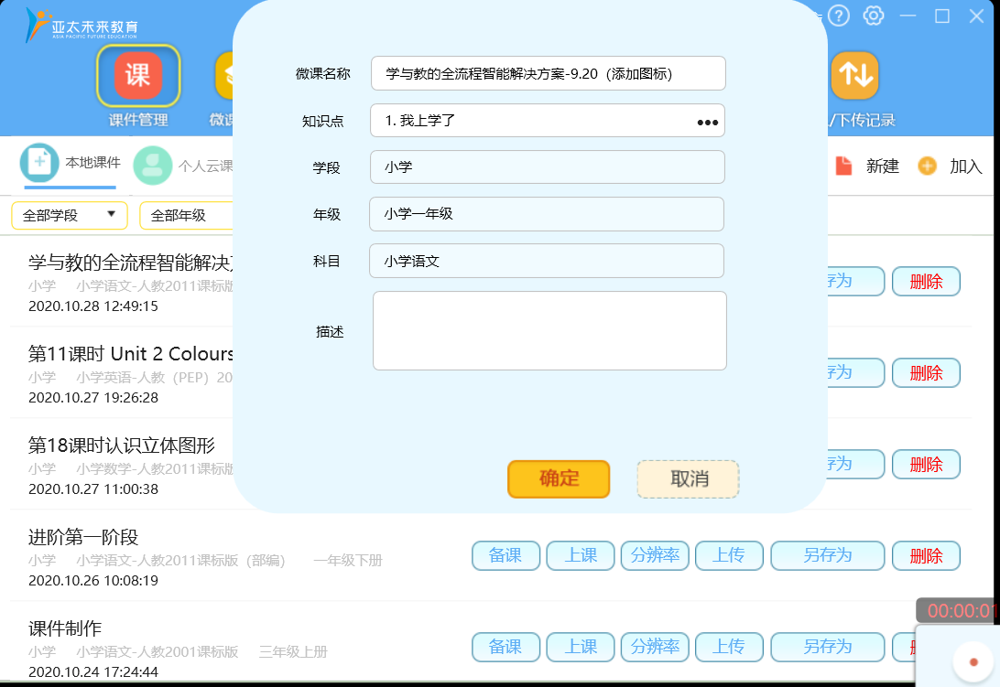 亚太未来教育
ASIA PACIFIC FUTURE EDUCATION
课
课件管理
微课
/下传记录
微课名称
学与教的全流程智能解决方案-9.20（添加图标）
知识点
1. 我上学了
学段
小学
年级
小学一年级
科目
小学语文
描述
确定
取消
本地课件
个人云课
新建
加入
全部学段
全部年级
学与教的全流程智能解决方
小学 小学语文-人教2011课标版
2020.10.28 12:49:15
存为 删除
第11课时 Unit 2 Colours
小学 小学英语-人教（PEP）20
2020.10.27 19:26:28
存为 删除
第18课时认识立体图形
小学 小学数学-人教2011课标版
2020.10.27 11:00:38
存为 删除
进阶第一阶段
小学 小学语文-人教2011课标版（部编） 一年级下册
2020.10.26 10:08:19
备课 上课 分辨率 上传 另存为 删除
课件制作
小学 小学语文-人教2001课标版 三年级上册
2020.10.24 17:24:44
备课 上课 分辨率 上传 另存为
00:00:01